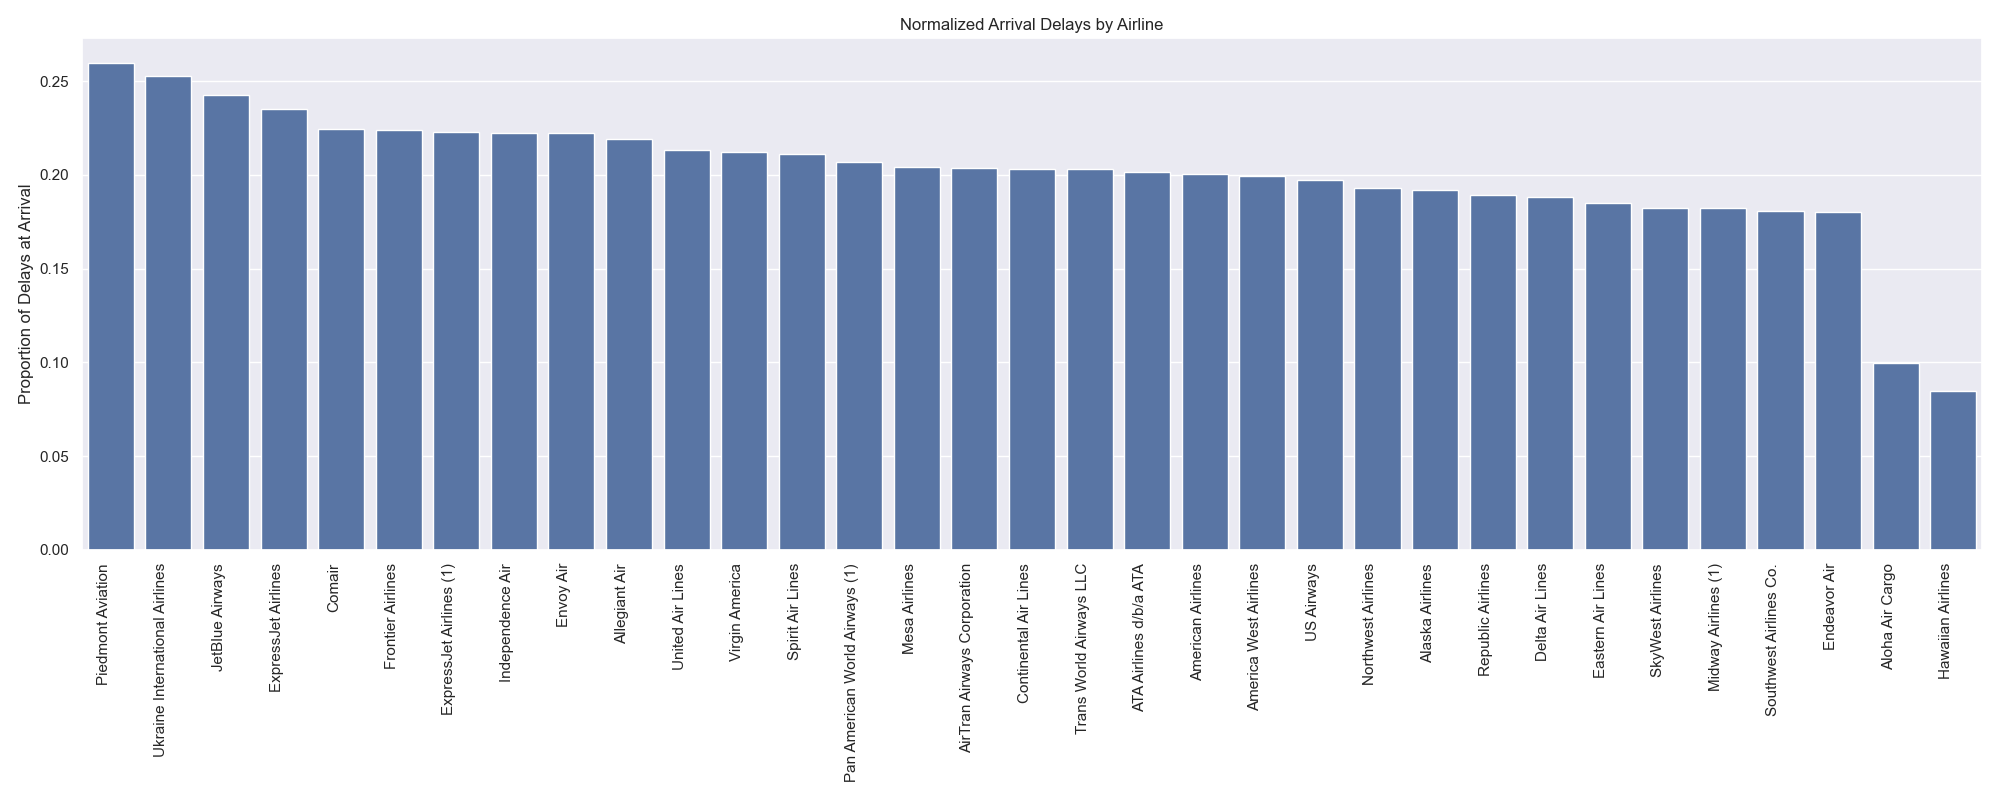 Normalized Arrival Delays by Airline
Proportion of Delays at Arrival
0.25
0.20
0.15
0.10
0.05
0.00
Piedmont Aviation
Ukraine International Airlines
JetBlue Airways
ExpressJet Airlines
Comair
Frontier Airlines
ExpressJet Airlines (1)
Independence Air
Envoy Air
Allegiant Air
United Air Lines
Virgin America
Spirit Air Lines
Pan American World Airways (1)
Mesa Airlines
AirTran Airways Corporation
Continental Air Lines
Trans World Airways LLC
ATA Airlines d/b/a ATA
American Airlines
America West Airlines
US Airways
Northwest Airlines
Alaska Airlines
Republic Airlines
Delta Air Lines
Eastern Air Lines
SkyWest Airlines
Midway Airlines (1)
Southwest Airlines Co.
Endeavor Air
Aloha Air Cargo
Hawaiian Airlines